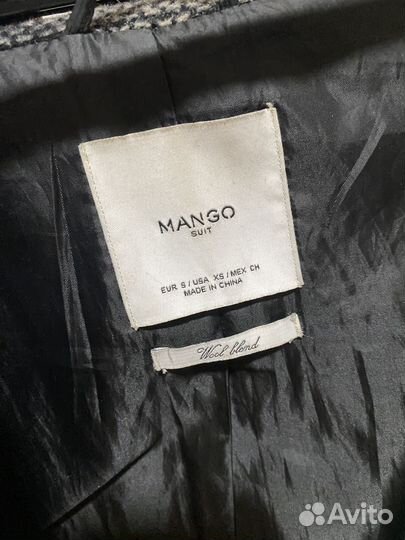 MANGO
SUIT
EUR S / USA XS / MEX CH
MADE IN CHINA
Wool blend
Avito